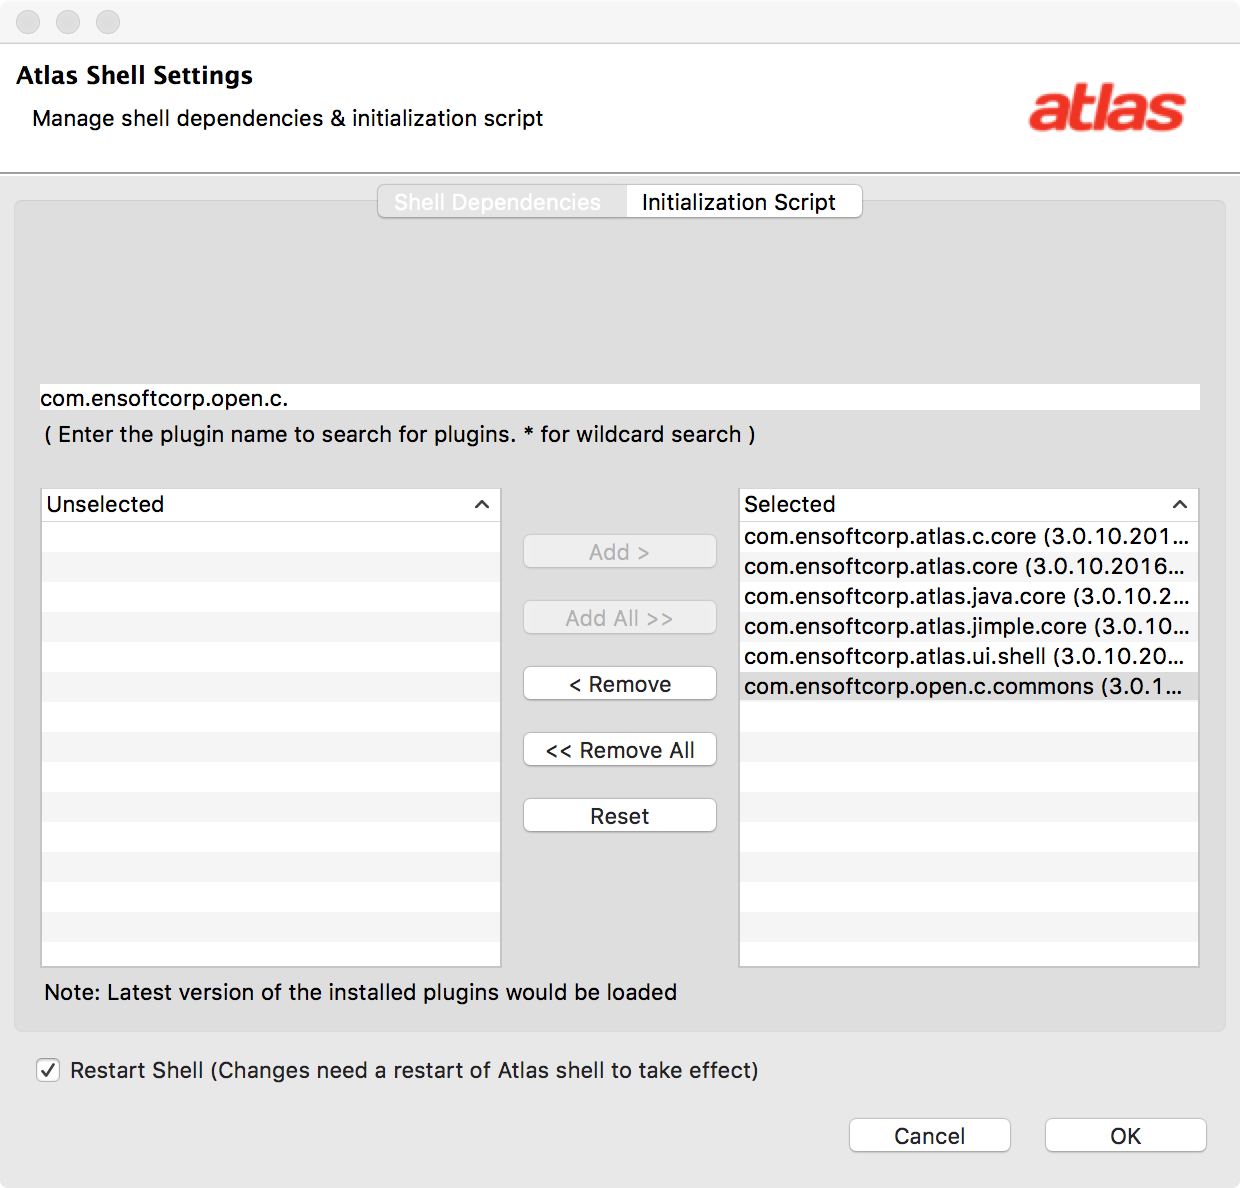 Atlas Shell Settings
Manage shell dependencies & initialization script
atlas
Shell Dependencies
Initialization Script
com.ensoftcorp.open.c.
( Enter the plugin name to search for plugins. * for wildcard search )
Unselected
Selected
com.ensoftcorp.atlas.c.core (3.0.10.201...
com.ensoftcorp.atlas.core (3.0.10.2016...
com.ensoftcorp.atlas.java.core (3.0.10.2...
com.ensoftcorp.atlas.jimple.core (3.0.10...
com.ensoftcorp.atlas.ui.shell (3.0.10.20...
com.ensoftcorp.open.c.commons (3.0.1...
Add >
Add All >>
< Remove
<< Remove All
Reset
Note: Latest version of the installed plugins would be loaded
Restart Shell (Changes need a restart of Atlas shell to take effect)
Cancel
OK